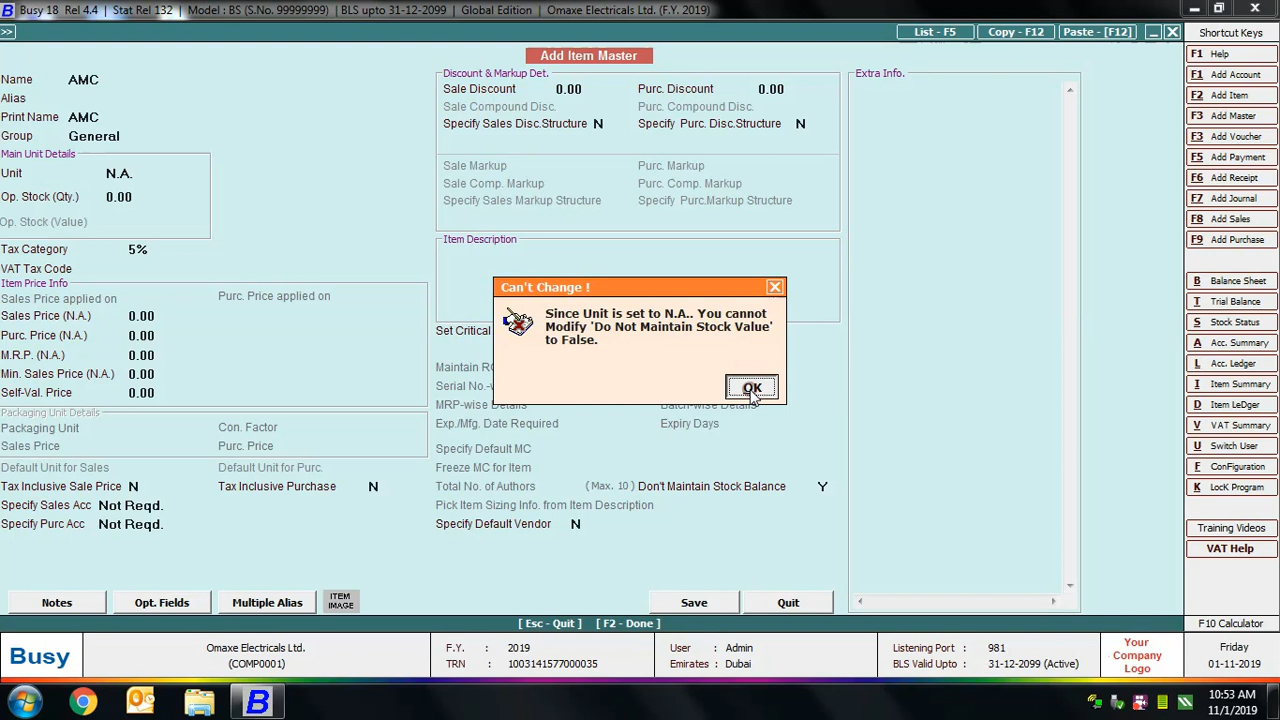 Busy 18 Rel 4.4 | Stat Rel 132 | Model : BS (S.No. 99999999) | BLS upto 31-12-2099 | Global Edition | Omaxe Electricals Ltd. (F.Y. 2019)
>> List - F5 Copy - F12 Paste - [F12]
Add Item Master
Name AMC
Alias
Print Name AMC
Group General
Main Unit Details
Unit N.A.
Op. Stock (Qty.) 0.00
Op. Stock (Value)
Tax Category 5%
VAT Tax Code
Item Price Info
Sales Price applied on Purc. Price applied on
Sales Price (N.A.) 0.00
Purc. Price (N.A.) 0.00
M.R.P. (N.A.) 0.00
Min. Sales Price (N.A.) 0.00
Self-Val. Price 0.00
Packaging Unit Details
Packaging Unit Con. Factor
Sales Price Purc. Price
Default Unit for Sales Default Unit for Purc.
Tax Inclusive Sale Price N Tax Inclusive Purchase N
Specify Sales Acc Not Reqd.
Specify Purc Acc Not Reqd.
Discount & Markup Det.
Sale Discount 0.00 Purc. Discount 0.00
Sale Compound Disc. Purc. Compound Disc.
Specify Sales Disc.Structure N Specify Purc. Disc.Structure N
Sale Markup Purc. Markup
Sale Comp. Markup Purc. Comp. Markup
Specify Sales Markup Structure Specify Purc.Markup Structure
Item Description
Can't Change !
Since Unit is set to N.A.. You cannot
Modify 'Do Not Maintain Stock Value'
to False.
OK
Set Critical
Maintain
Serial
MRP-wise Details Batch-wise Details
Exp./Mfg. Date Required Expiry Days
Specify Default MC
Freeze MC for Item
Total No. of Authors (Max. 10) Don't Maintain Stock Balance Y
Pick Item Sizing Info. from Item Description
Specify Default Vendor N
Extra Info.
Notes Opt. Fields Multiple Alias ITEM IMAGE Save Quit
[ Esc - Quit ] [ F2 - Done ]
Shortcut Keys
F1 Help
F1 Add Account
F2 Add Item
F3 Add Master
F3 Add Voucher
F5 Add Payment
F6 Add Receipt
F7 Add Journal
F8 Add Sales
F9 Add Purchase
B Balance Sheet
T Trial Balance
S Stock Status
A Acc. Summary
L Acc. Ledger
I Item Summary
D Item LeDger
V VAT Summary
U Switch User
F ConFiguration
K LocK Program
Training Videos
VAT Help
F10 Calculator
Busy
Omaxe Electricals Ltd.
(COMP0001)
F.Y. : 2019
TRN : 1003141577000035
User : Admin
Emirates : Dubai
Listening Port : 981
BLS Valid Upto : 31-12-2099 (Active)
Your
Company
Logo
Friday
01-11-2019
B
10:53 AM
11/1/2019